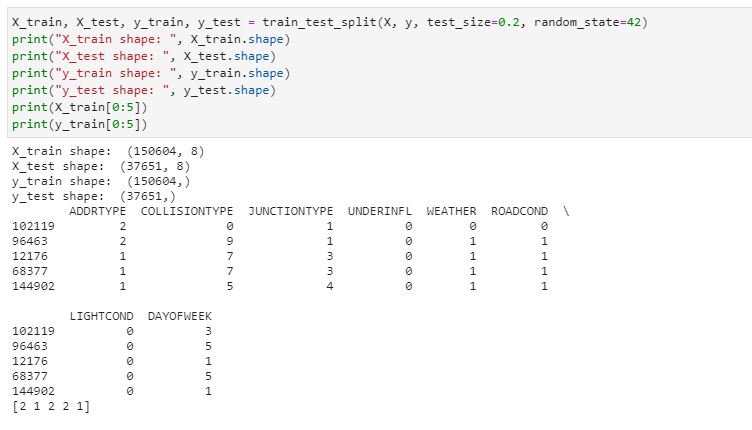 X_train, X_test, y_train, y_test = train_test_split(X, y, test_size=0.2, random_state=42)
print("X_train shape: ", X_train.shape)
print("X_test shape: ", X_test.shape)
print("y_train shape: ", y_train.shape)
print("y_test shape: ", y_test.shape)
print(X_train[0:5])
print(y_train[0:5])
X_train shape:  (150604, 8)
X_test shape:  (37651, 8)
y_train shape:  (150604,)
y_test shape:  (37651,)
        ADDRTYPE  COLLISIONTYPE  JUNCTIONTYPE  UNDERINFL  WEATHER  ROADCOND  \
102119         2              0             1          0        0         0
96463          2              9             1          0        1         1
12176          1              7             3          0        1         1
68377          1              7             3          0        1         1
144902         1              5             4          0        1         1
        LIGHTCOND  DAYOFWEEK
102119          0          3
96463           0          5
12176           0          1
68377           0          5
144902          0          1
[2 1 2 2 1]